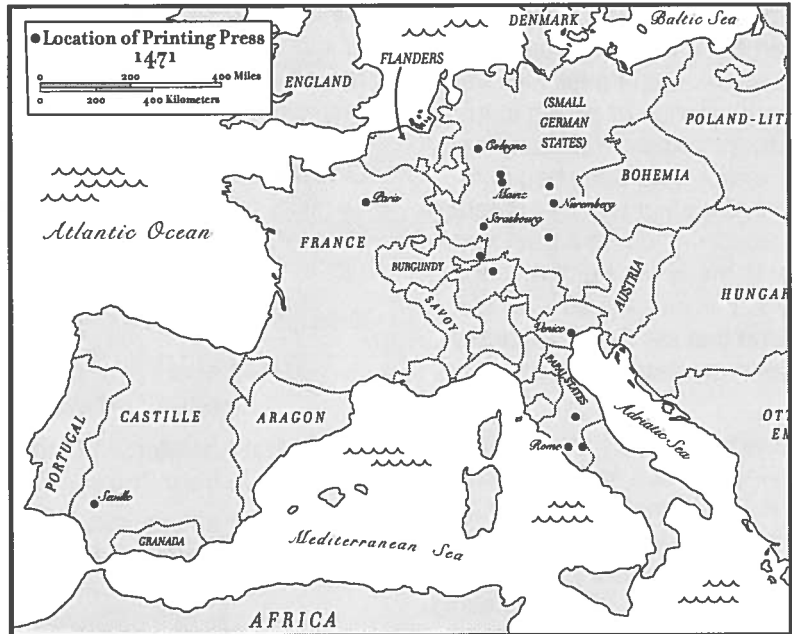 Location of Printing Press
1471
0 200 400 Miles
0 200 400 Kilometers
DENMARK
Baltic Sea
FLANDERS
ENGLAND
(SMALL
GERMAN
STATES)
POLAND-LIT
Cologne
BOHEMIA
Mainz
Paris
Nuremberg
Strasbourg
Atlantic Ocean
FRANCE
BURGUNDY
AUSTRIA
HUNGAR
SAVOY
Venice
PAPAL STATES
PORTUGAL
CASTILLE
ARAGON
Adriatic Sea
OTT
EM
Rome
Seville
GRANADA
Mediterranean Sea
AFRICA